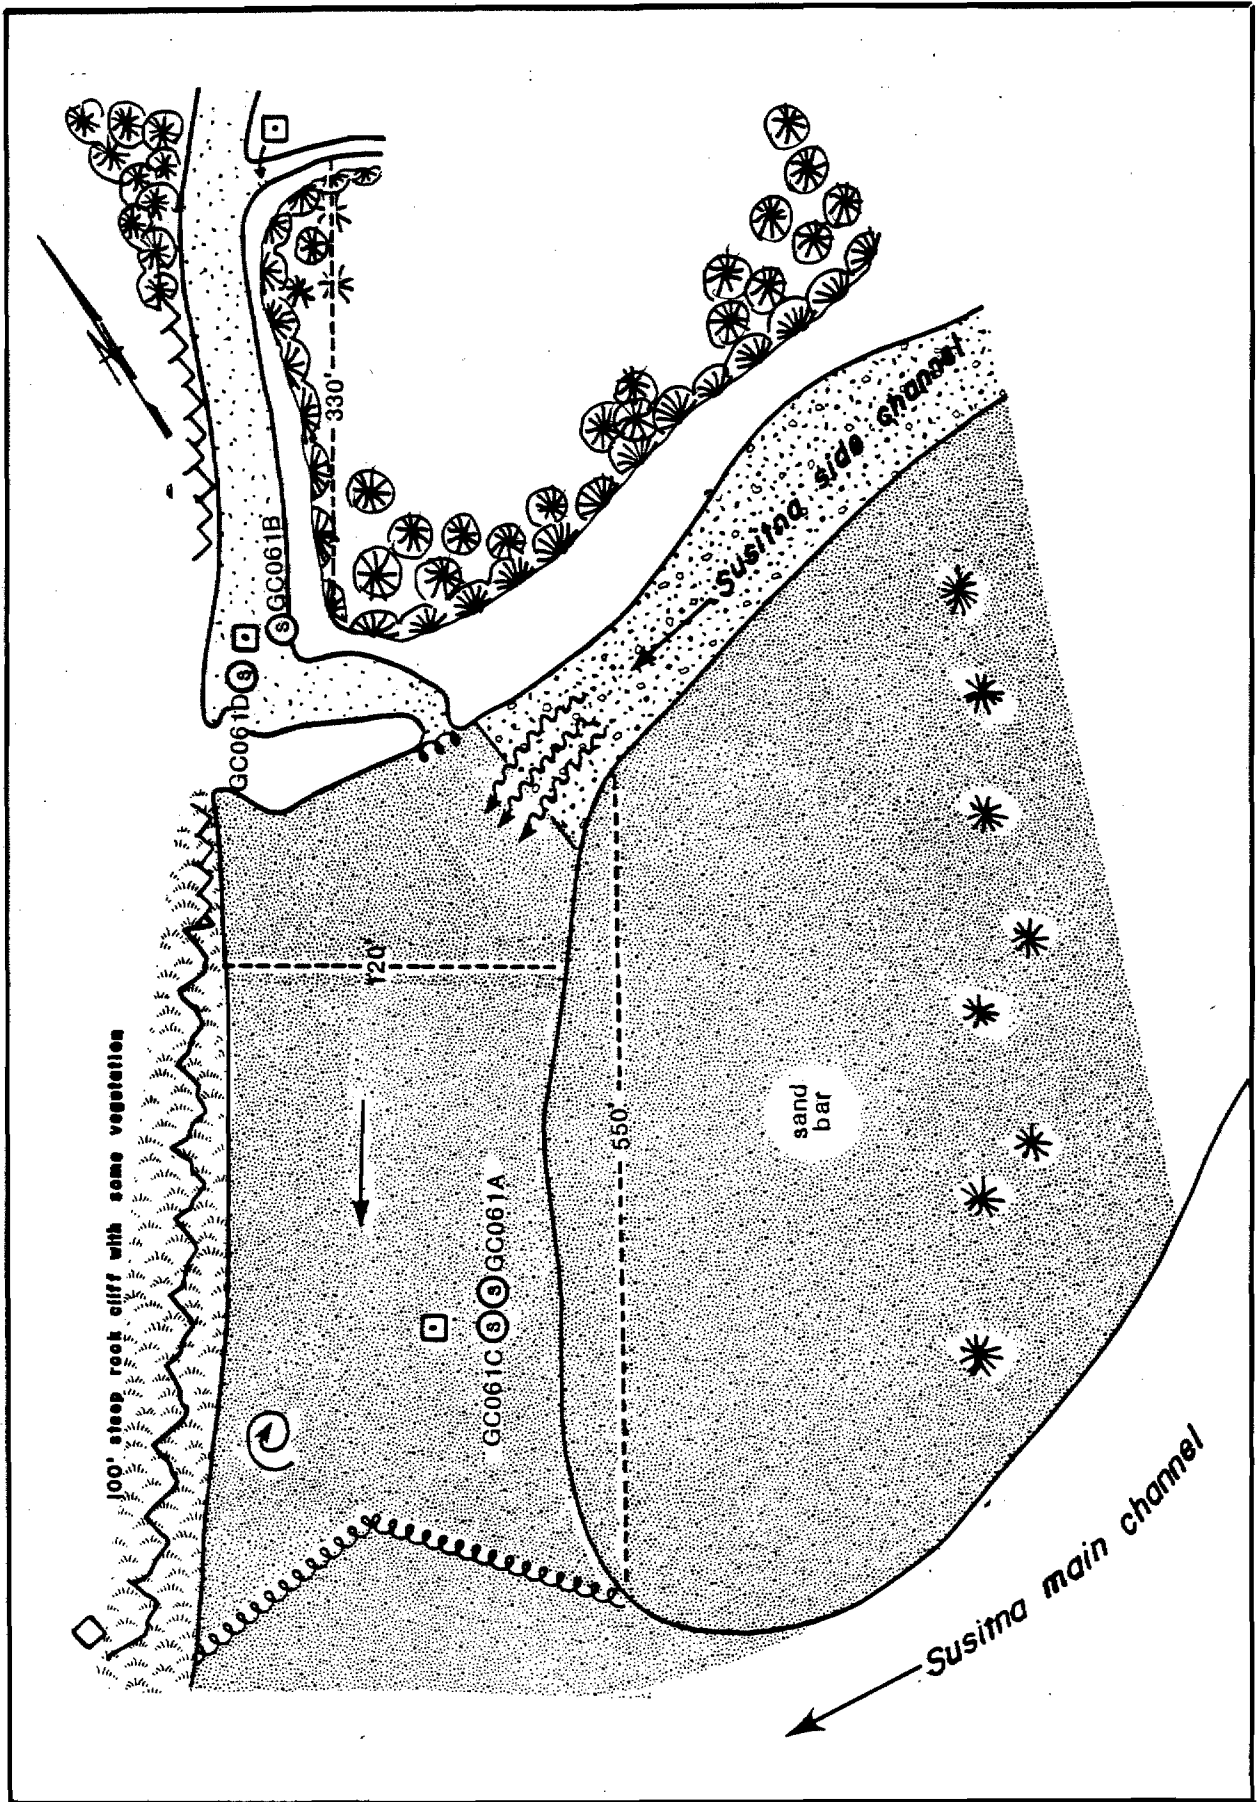 330'
Susitna side channel
GC061B
S
GC061D
S
120'
100' steep rock cliff with some vegetation
550'
sand
bar
GC061A
S
GC061C
S
Susitna main channel